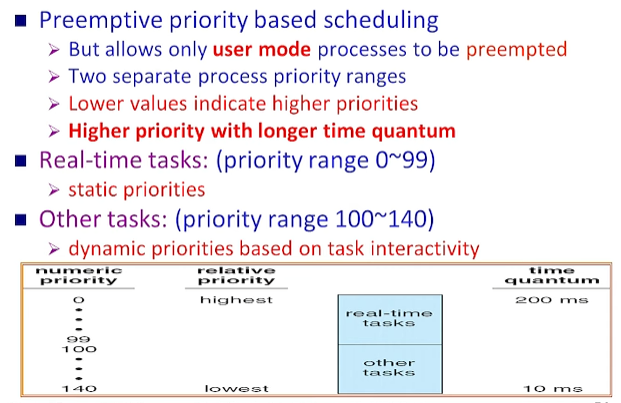 Preemptive priority based scheduling
But allows only user mode processes to be preempted
Two separate process priority ranges
Lower values indicate higher priorities
Higher priority with longer time quantum
Real-time tasks: (priority range 0~99)
static priorities
Other tasks: (priority range 100~140)
dynamic priorities based on task interactivity
numeric priority relative priority time quantum
0 highest 200 ms
real-time tasks
99
100
other tasks
140 lowest 10 ms